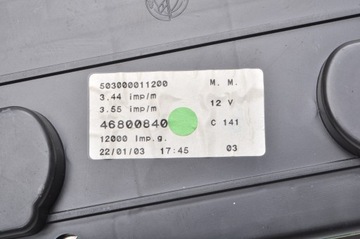 503000011200 M. M.
3.44 imp/m
3.55 imp/m 12 V
46800840 C 141
12000 Imp.g.
22/01/03 17:45 03